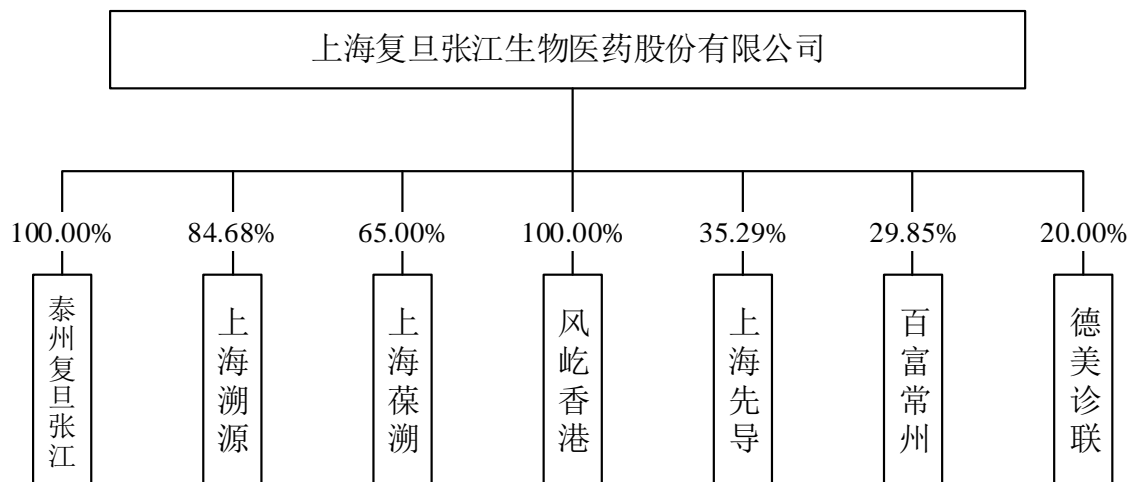 上海复旦张江生物医药股份有限公司
100.00%
84.68%
65.00%
100.00%
35.29%
29.85%
20.00%
泰州复旦张江
上海溯源
上海葆溯
风屹香港
上海先导
百富常州
德美诊联